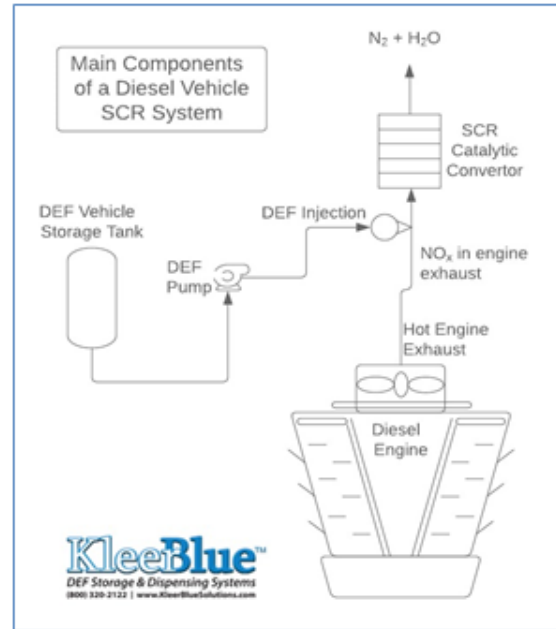 Main Components
of a Diesel Vehicle
SCR System
N₂ + H₂O
SCR
Catalytic
Convertor
DEF Vehicle
Storage Tank
DEF Injection
DEF
Pump
NOₓ in engine
exhaust
Hot Engine
Exhaust
Diesel
Engine
KleerBlue™
DEF Storage & Dispensing Systems
(800) 320-2122 | www.KleerBlueSolutions.com